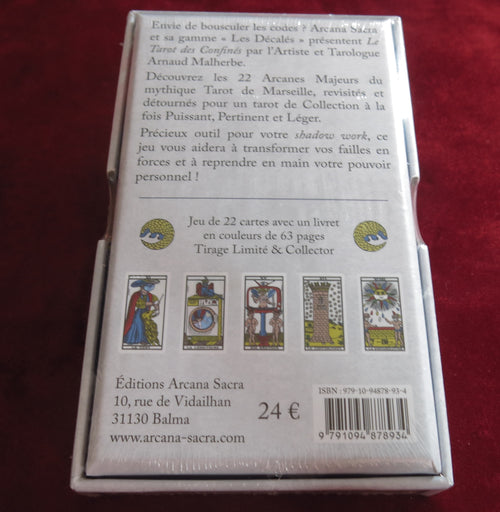 Envie de bousculer les codes ? Arcana Sacra
et sa gamme « Les Décalés » présentent Le
Tarot des Confinés par l'Artiste et Tarologue
Arnaud Malherbe.
Découvrez les 22 Arcanes Majeurs du
mythique Tarot de Marseille, revisités et
détournés pour un tarot de Collection à la
fois Puissant, Pertinent et Léger.
Précieux outil pour votre shadow work, ce
jeu vous aidera à transformer vos failles en
forces et à reprendre en main votre pouvoir
personnel !
Jeu de 22 cartes avec un livret
en couleurs de 63 pages
Tirage Limité & Collector
Éditions Arcana Sacra
10, rue de Vidailhan
31130 Balma
www.arcana-sacra.com
24 €
ISBN : 979-10-94878-93-4
9 791094 878934